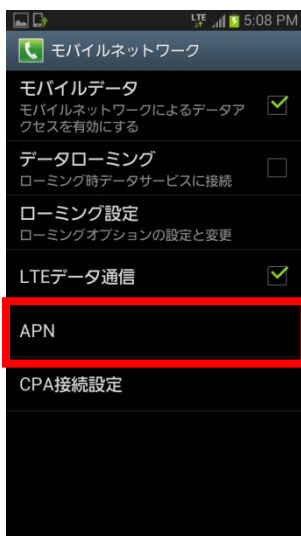 LTE 5:08 PM
モバイルネットワーク
モバイルデータ
モバイルネットワークによるデータア
クセスを有効にする
データローミング
ローミング時データサービスに接続
ローミング設定
ローミングオプションの設定と変更
LTEデータ通信
APN
CPA接続設定